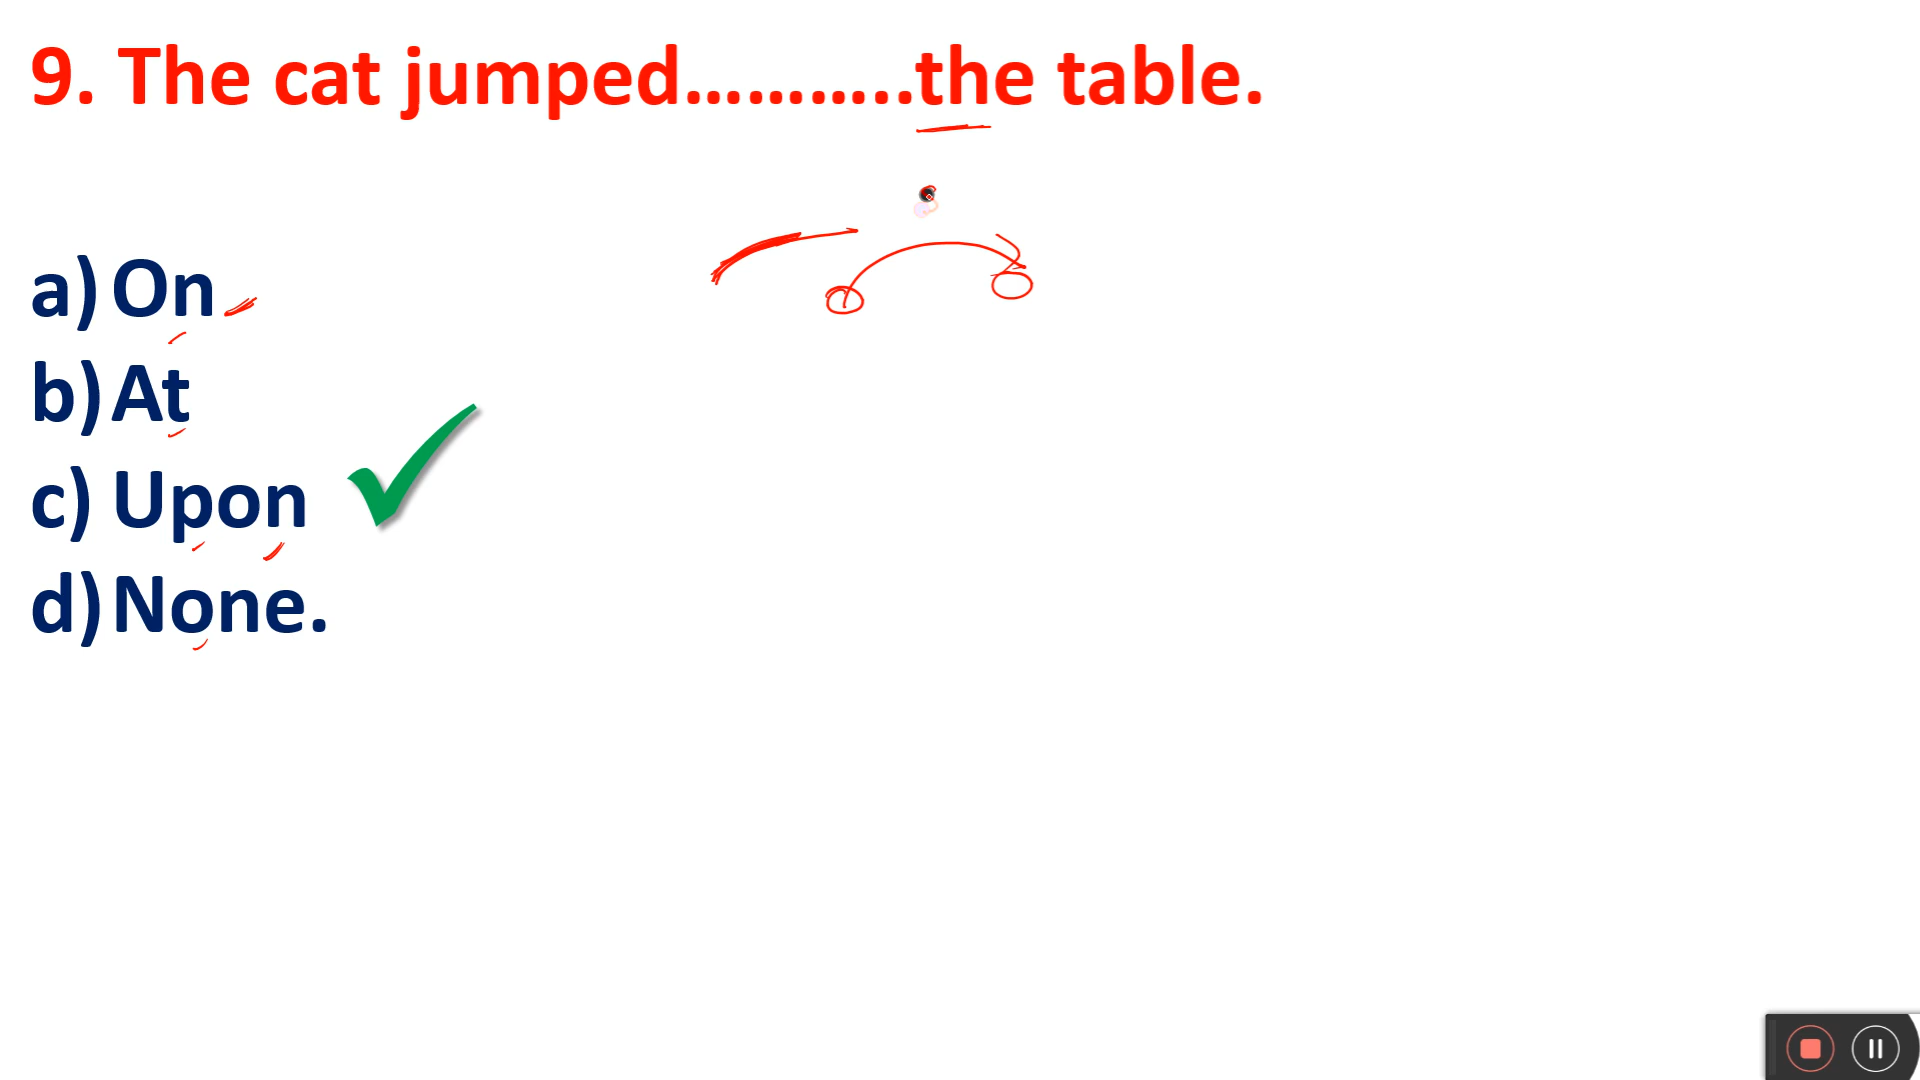 9. The cat jumped………..the table.
a) On
b) At
c) Upon
d) None.